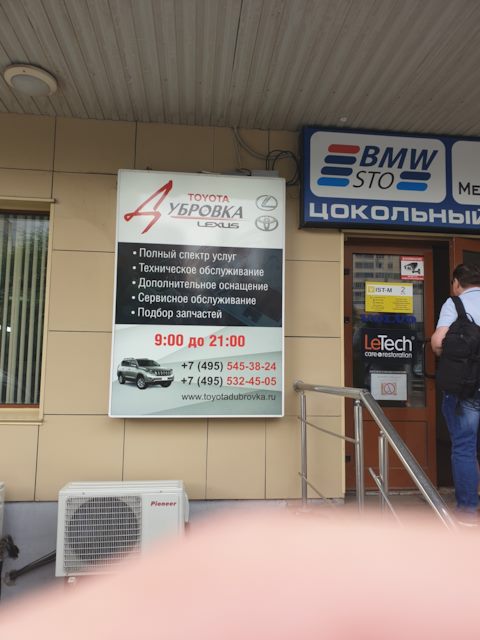 TOYOTA
ДУБРОВКА
LEXUS
• Полный спектр услуг
• Техническое обслуживание
• Дополнительное оснащение
• Сервисное обслуживание
• Подбор запчастей
9:00 до 21:00
+7 (495) 545-38-24
+7 (495) 532-45-05
www.toyotadubrovka.ru
BMW
STO
ЦОКОЛЬНЫЙ
IST-M 2
LeTech
care & restoration
Pioneer